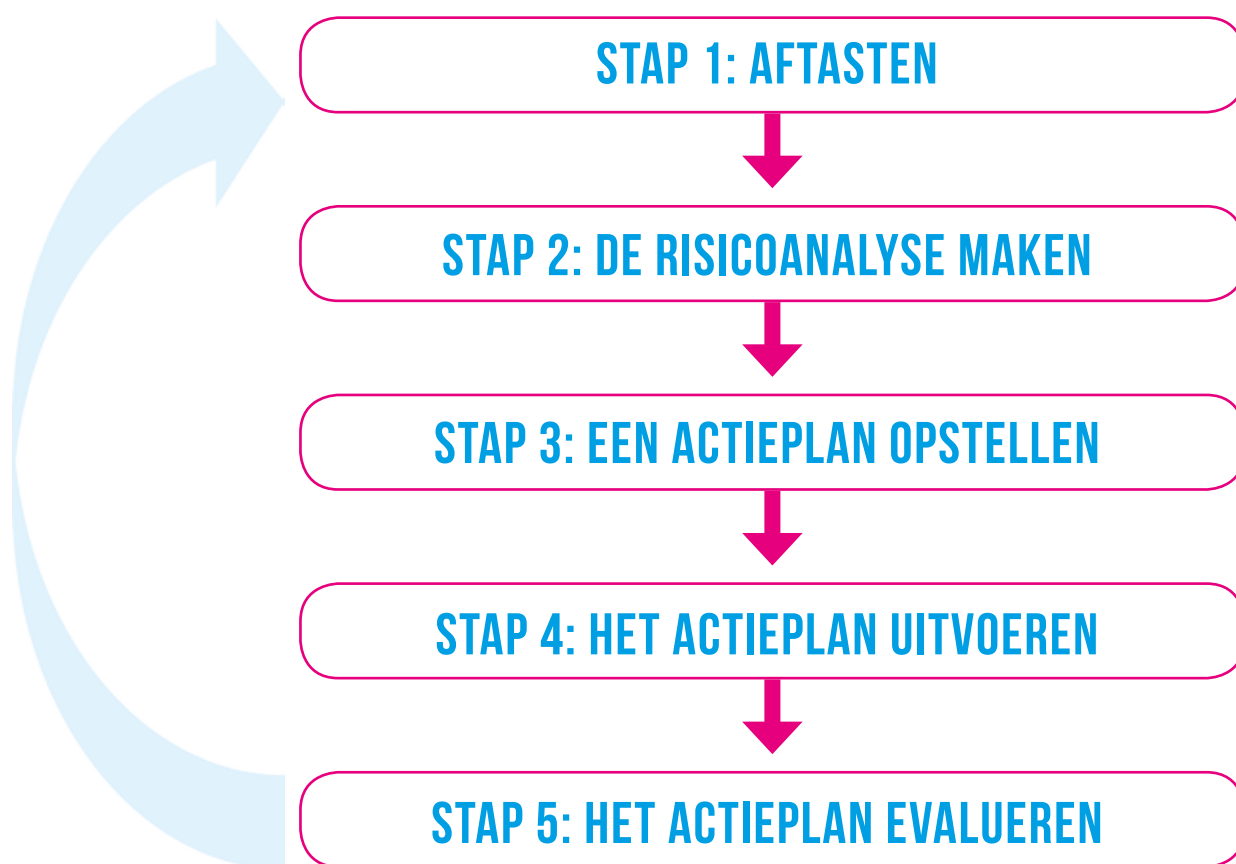 STAP 1: AFTASTEN
STAP 2: DE RISICOANALYSE MAKEN
STAP 3: EEN ACTIEPLAN OPSTELLEN
STAP 4: HET ACTIEPLAN UITVOEREN
STAP 5: HET ACTIEPLAN EVALUEREN